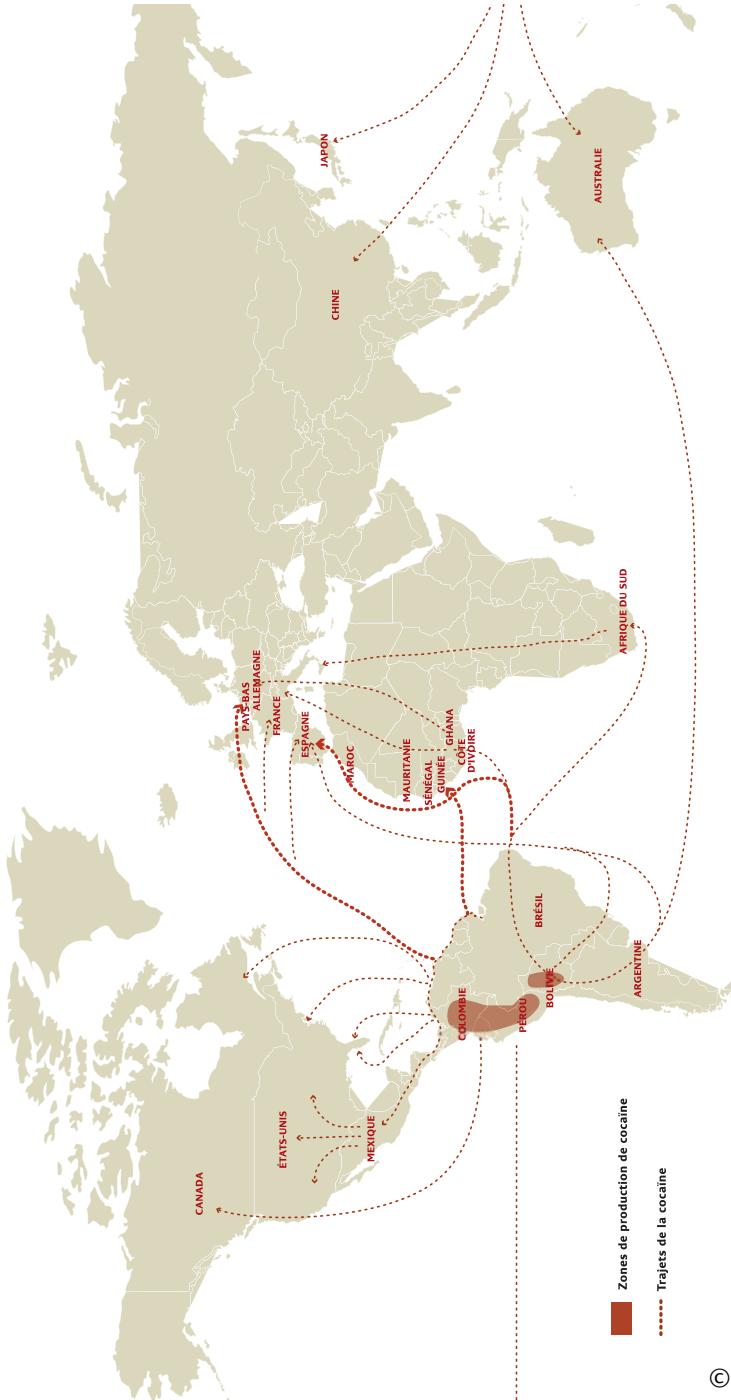 CANADA
ÉTATS-UNIS
MEXIQUE
COLOMBIE
PÉROU
BOLIVIE
BRÉSIL
ARGENTINE
PAYS-BAS
ALLEMAGNE
FRANCE
ESPAGNE
MAROC
MAURITANIE
SÉNÉGAL
GUINÉE
GHANA
CÔTE
D'IVOIRE
AFRIQUE DU SUD
CHINE
JAPON
AUSTRALIE
Zones de production de cocaïne
Trajets de la cocaïne
©